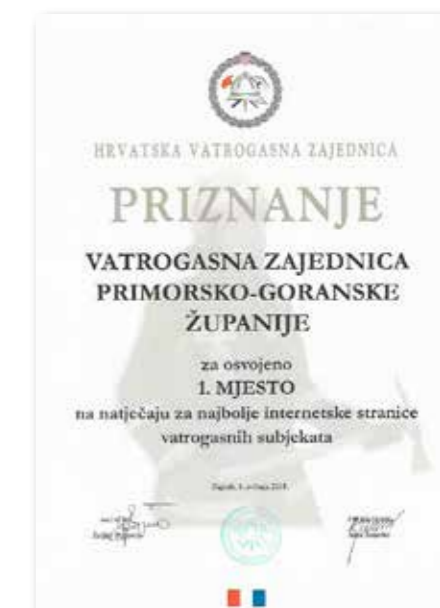 HRVATSKA VATROGASNA ZAJEDNICA
PRIZNANJE
VATROGASNA ZAJEDNICA
PRIMORSKO-GORANSKE
ŽUPANIJE
za osvojeno
1. MJESTO
na natječaju za najbolje internetske stranice
vatrogasnih subjekata